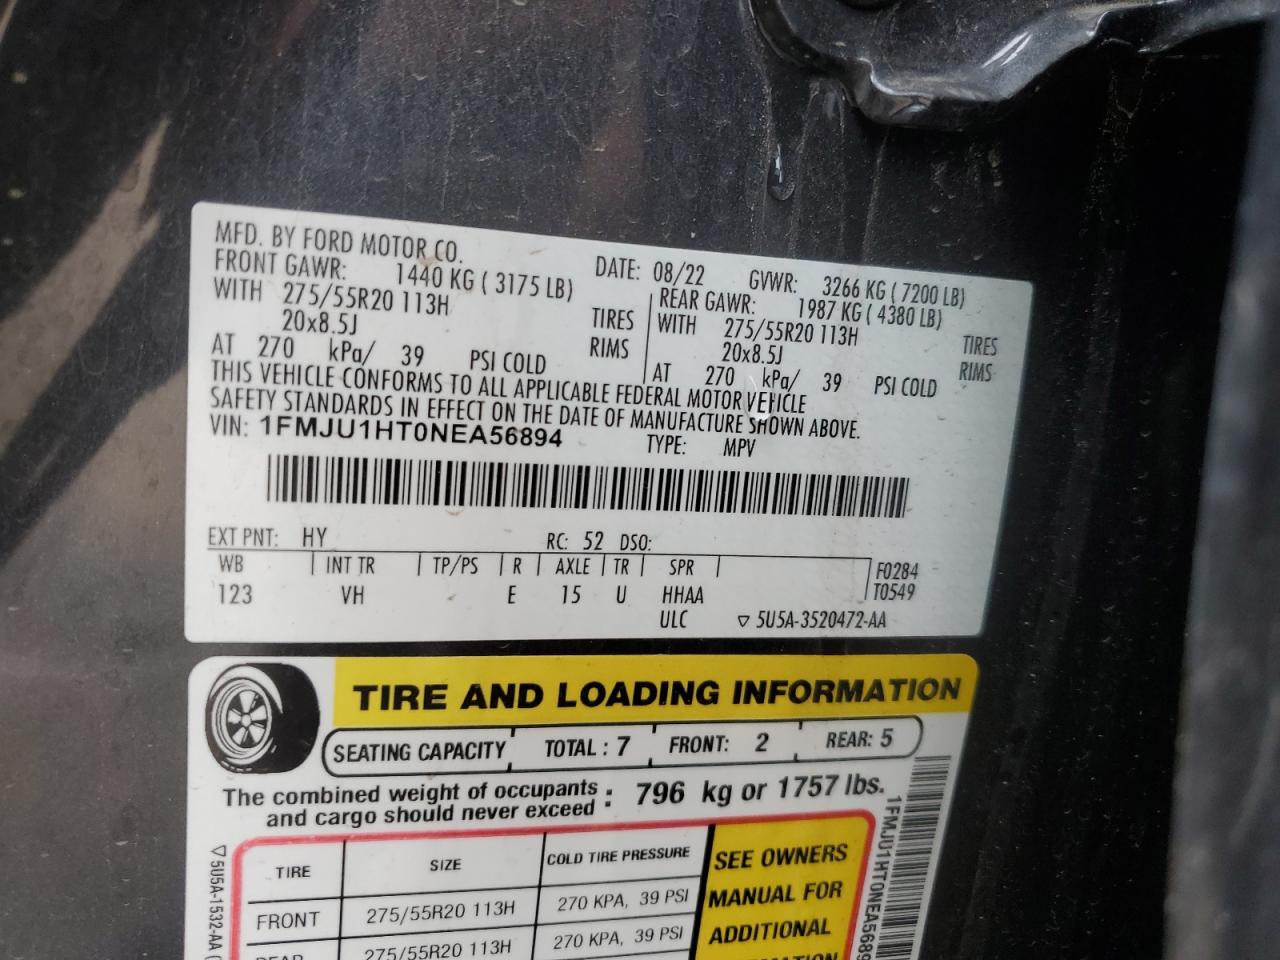 MFD. BY FORD MOTOR CO.
DATE: 08/22 GVWR: 3266 KG ( 7200 LB)
FRONT GAWR: 1440 KG ( 3175 LB)
WITH 275/55R20 113H TIRES
20x8.5J RIMS
AT 270 kPa/ 39 PSI COLD
REAR GAWR: 1987 KG ( 4380 LB)
WITH 275/55R20 113H TIRES
20x8.5J RIMS
AT 270 kPa/ 39 PSI COLD
THIS VEHICLE CONFORMS TO ALL APPLICABLE FEDERAL MOTOR VEHICLE
SAFETY STANDARDS IN EFFECT ON THE DATE OF MANUFACTURE SHOWN ABOVE.
VIN: 1FMJU1HT0NEA56894 TYPE: MPV
EXT PNT: HY RC: 52 DSO:
WB INT TR TP/PS R AXLE TR SPR F0284
123 VH E 15 U HHAA T0549
ULC ▽ 5U5A-3520472-AA
TIRE AND LOADING INFORMATION
SEATING CAPACITY TOTAL : 7 FRONT: 2 REAR: 5
The combined weight of occupants
and cargo should never exceed : 796 kg or 1757 lbs.
TIRE SIZE COLD TIRE PRESSURE
FRONT 275/55R20 113H 270 KPA, 39 PSI
275/55R20 113H 270 KPA, 39 PSI
SEE OWNERS
MANUAL FOR
ADDITIONAL
▽ 5U5A-1532-AA
1FMJU1HT0NEA5689